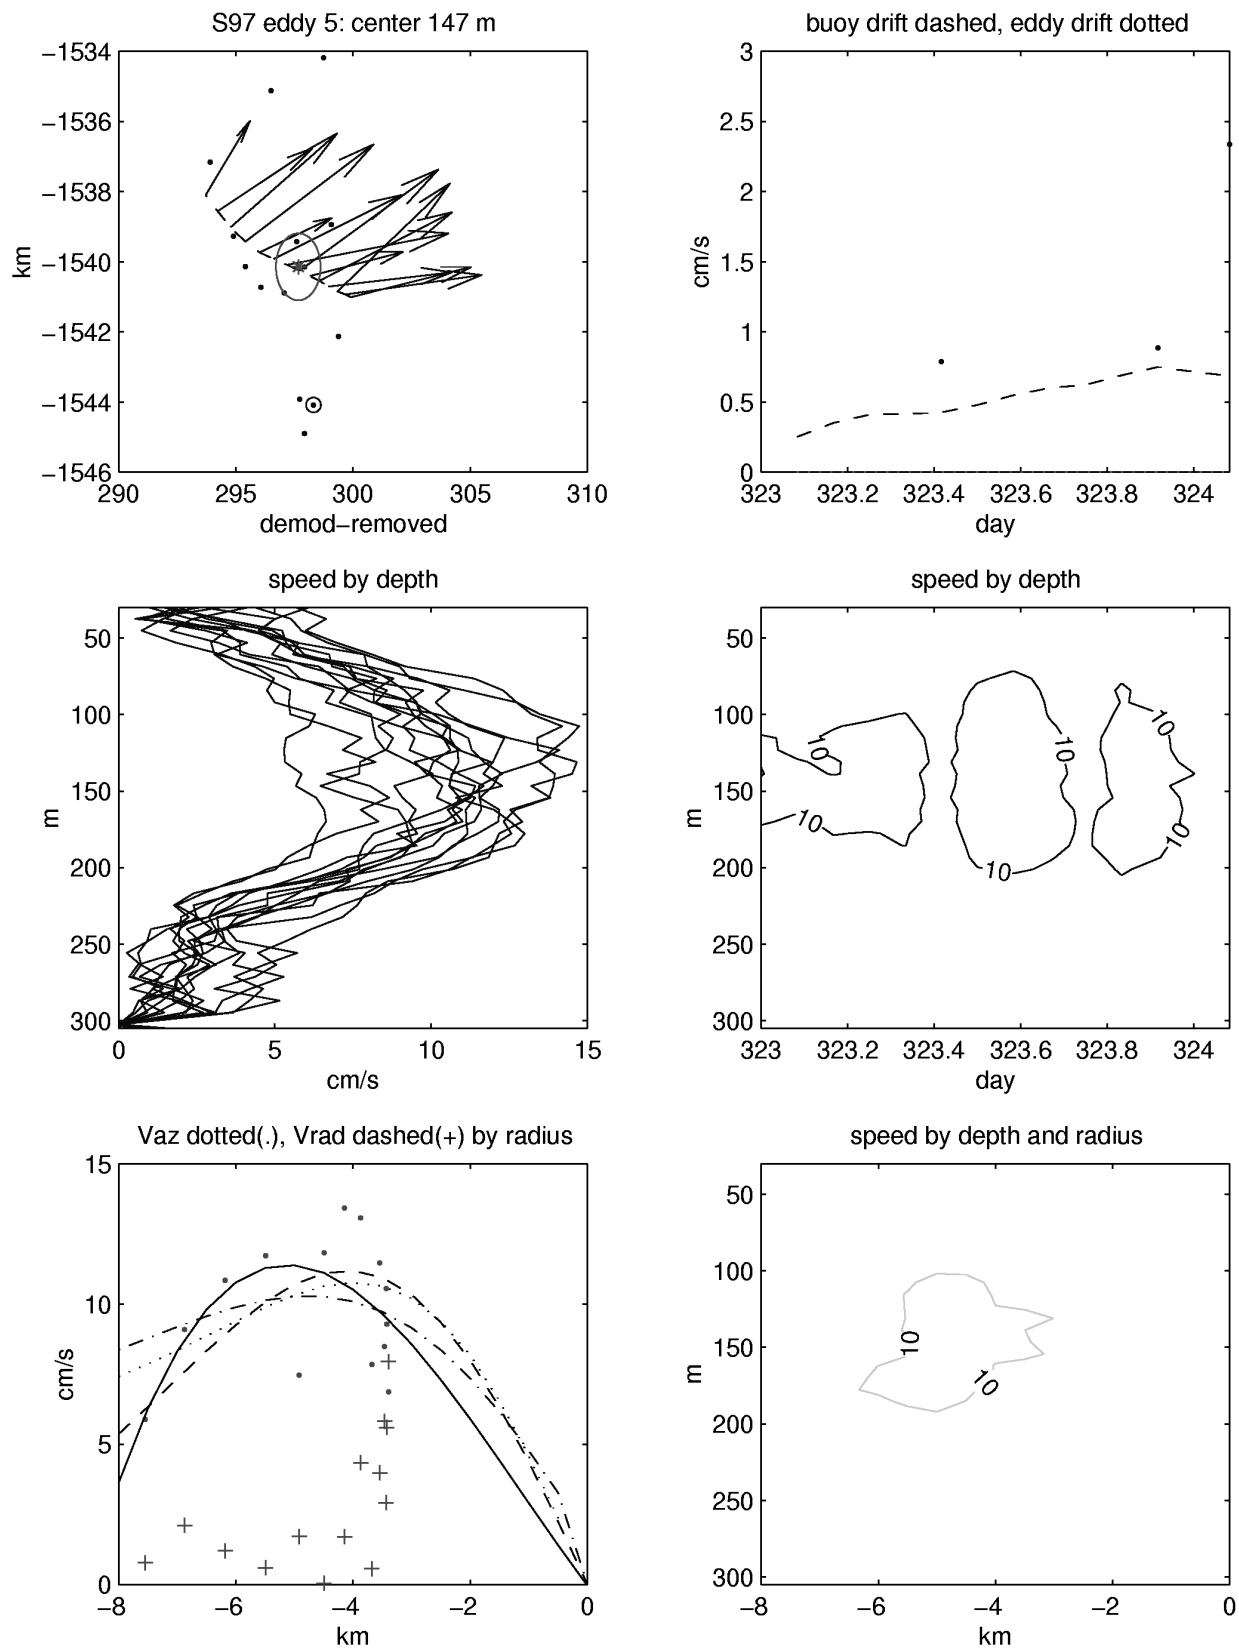 S97 eddy 5: center 147 m
−1534
−1536
−1538
−1540
−1542
−1544
−1546
km
290 295 300 305 310
demod−removed
buoy drift dashed, eddy drift dotted
3
2.5
2
1.5
1
0.5
0
cm/s
323 323.2 323.4 323.6 323.8 324
day
speed by depth
50
100
150
200
250
300
m
0 5 10 15
cm/s
speed by depth
50
100
150
200
250
300
m
10
10
10
10
10
10
323 323.2 323.4 323.6 323.8 324
day
Vaz dotted(.), Vrad dashed(+) by radius
15
10
5
0
cm/s
−8 −6 −4 −2 0
km
speed by depth and radius
50
100
150
200
250
300
m
10
10
−8 −6 −4 −2 0
km